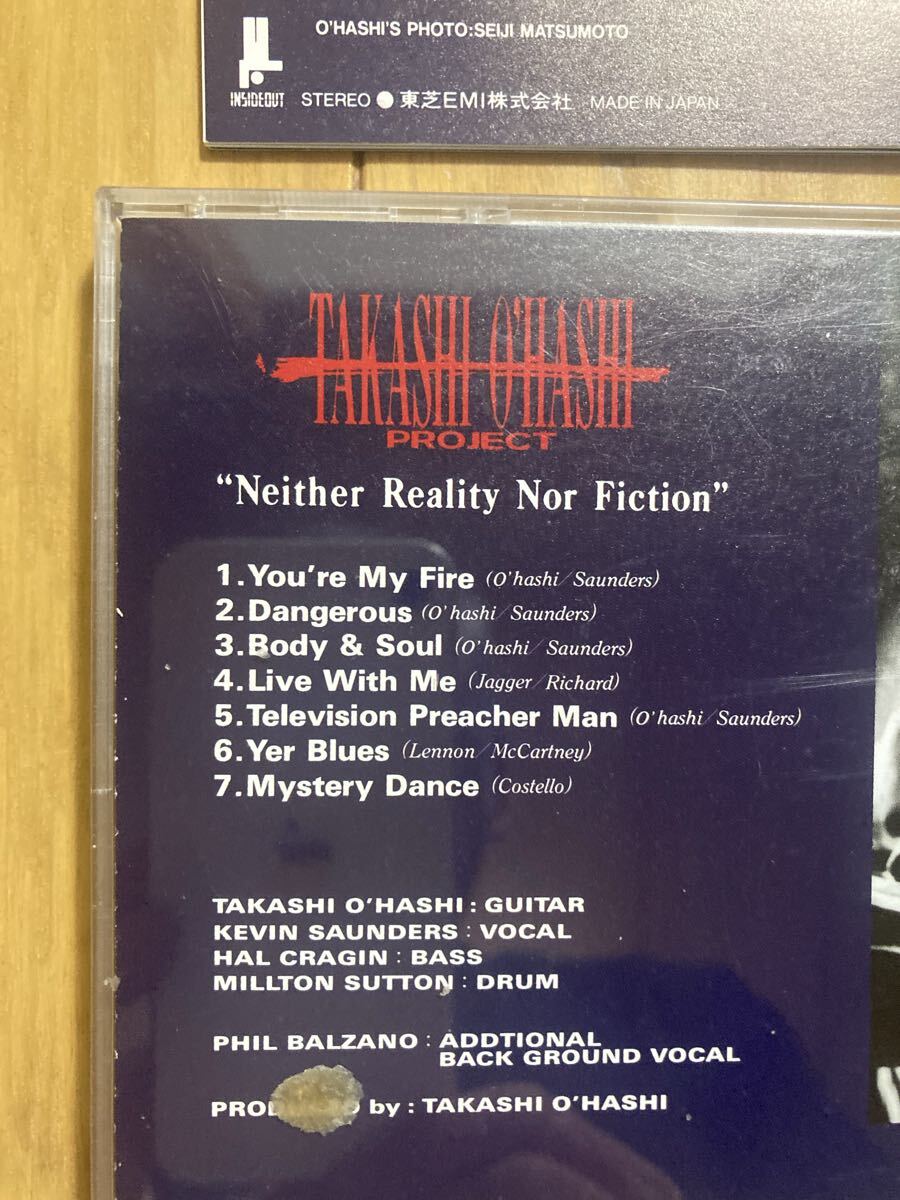 O'HASHI'S PHOTO:SEIJI MATSUMOTO
INSIDEOUT STEREO ● 東芝EMI株式会社 MADE IN JAPAN
TAKASHI O'HASHI
PROJECT
“Neither Reality Nor Fiction”
1.You're My Fire (O'hashi/Saunders)
2.Dangerous (O'hashi/Saunders)
3.Body & Soul (O'hashi/Saunders)
4.Live With Me (Jagger/Richard)
5.Television Preacher Man (O'hashi/Saunders)
6.Yer Blues (Lennon/McCartney)
7.Mystery Dance (Costello)
TAKASHI O'HASHI : GUITAR
KEVIN SAUNDERS : VOCAL
HAL CRAGIN : BASS
MILLTON SUTTON : DRUM
PHIL BALZANO : ADDTIONAL
BACK GROUND VOCAL
by : TAKASHI O'HASHI